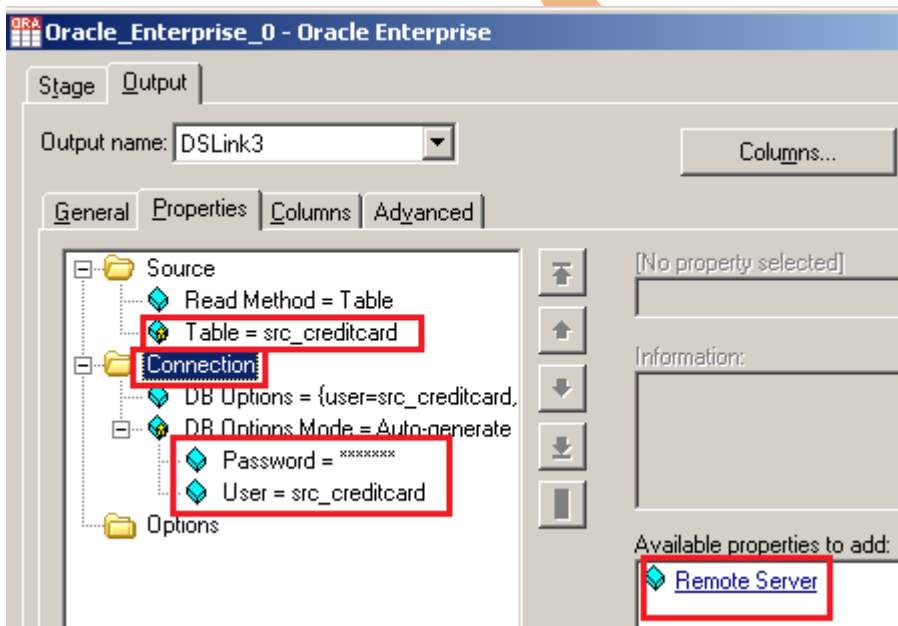 ORA
Oracle_Enterprise_0 - Oracle Enterprise
Stage Output
Output name: DSLink3
Columns...
General Properties Columns Advanced
Source
Read Method = Table
Table = src_creditcard
Connection
DB Options = {user=src_creditcard,
DB Options Mode = Auto-generate
Password = *******
User = src_creditcard
Options
[No property selected]
Information:
Available properties to add:
Remote Server